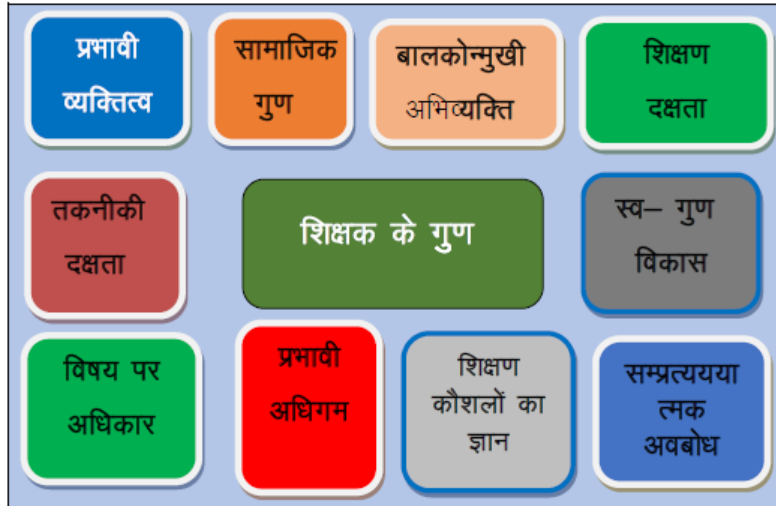 प्रभावी
व्यक्तित्व
सामाजिक
गुण
बालकोन्मुखी
अभिव्यक्ति
शिक्षण
दक्षता
तकनीकी
दक्षता
शिक्षक के गुण
स्व– गुण
विकास
विषय पर
अधिकार
प्रभावी
अधिगम
शिक्षण
कौशलों का
ज्ञान
सम्प्रत्ययया
त्मक
अवबोध